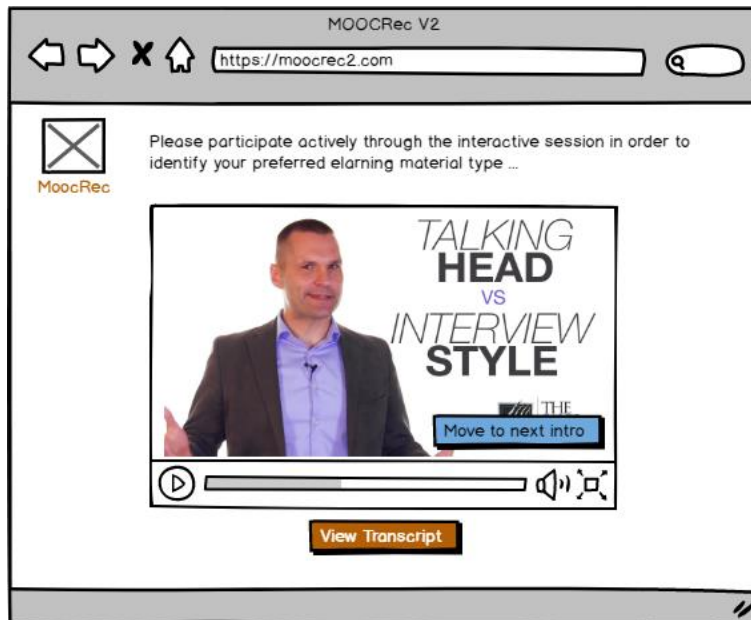 MOOCRec V2
https://moocrec2.com
Please participate actively through the interactive session in order to
identify your preferred elarning material type ...
MoocRec
TALKING
HEAD
VS
INTERVIEW
STYLE
THE
Move to next intro
View Transcript